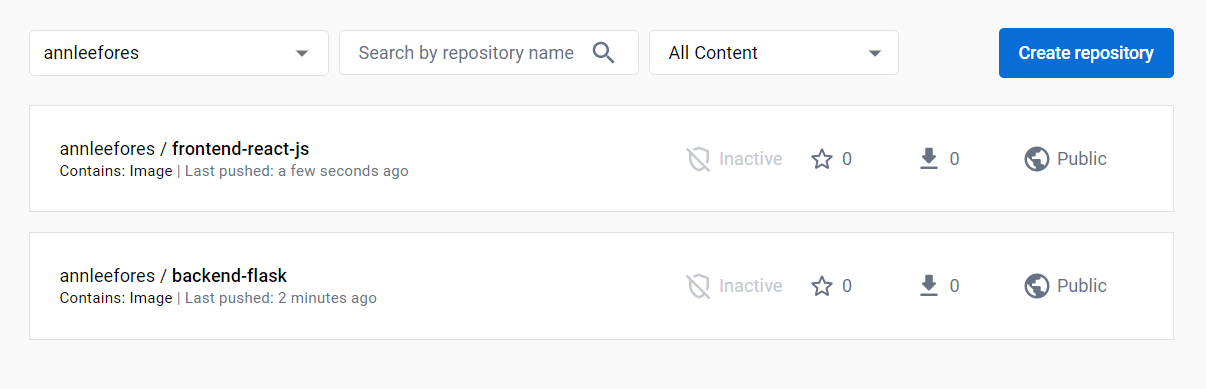 annleefores
Search by repository name
All Content
Create repository
annleefores / frontend-react-js
Contains: Image | Last pushed: a few seconds ago
Inactive
0
0
Public
annleefores / backend-flask
Contains: Image | Last pushed: 2 minutes ago
Inactive
0
0
Public